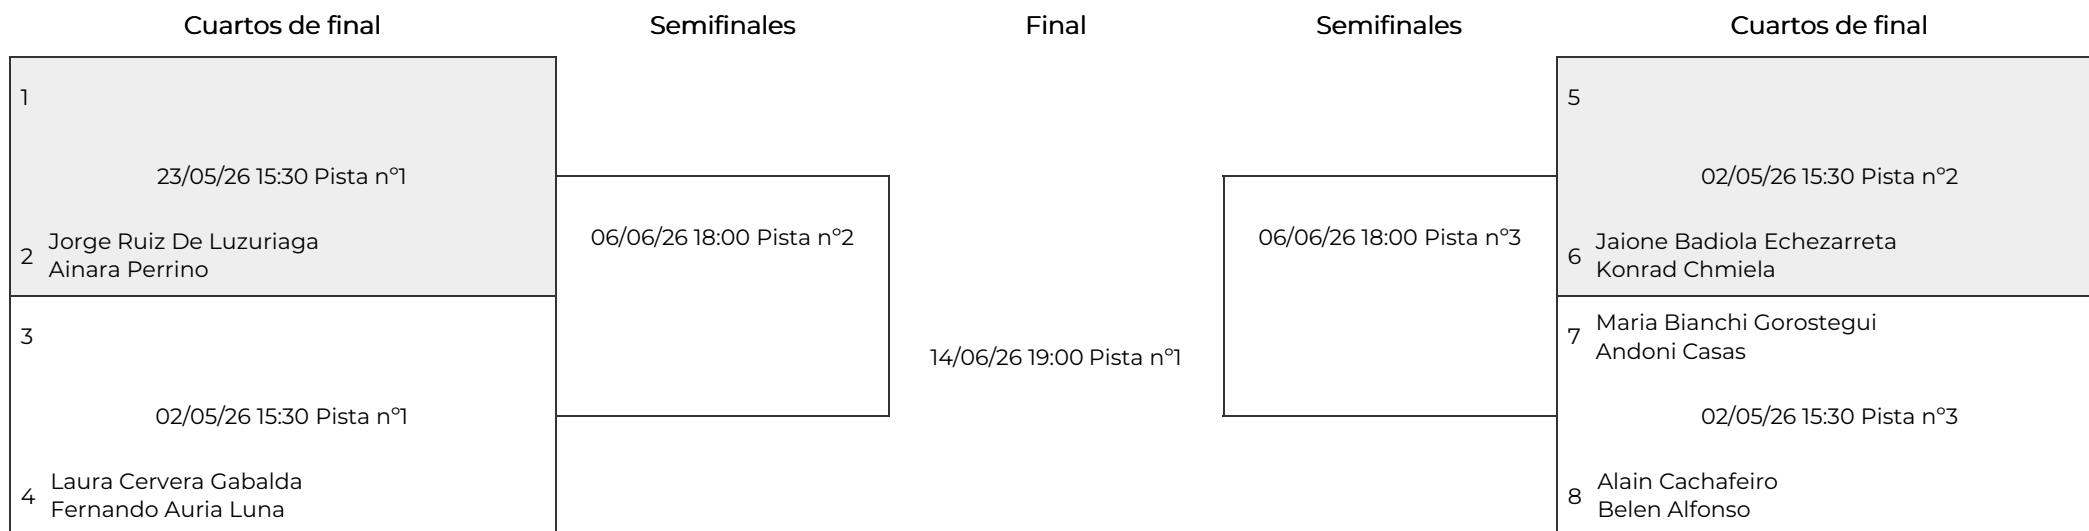 Cuartos de final
Semifinales
Final
Semifinales
Cuartos de final
1
23/05/26 15:30 Pista nº1
2
Jorge Ruiz De Luzuriaga
Ainara Perrino
3
02/05/26 15:30 Pista nº1
4
Laura Cervera Gabalda
Fernando Auria Luna
06/06/26 18:00 Pista nº2
14/06/26 19:00 Pista nº1
06/06/26 18:00 Pista nº3
5
02/05/26 15:30 Pista nº2
6
Jaione Badiola Echezarreta
Konrad Chmiela
7
Maria Bianchi Gorostegui
Andoni Casas
02/05/26 15:30 Pista nº3
8
Alain Cachafeiro
Belen Alfonso